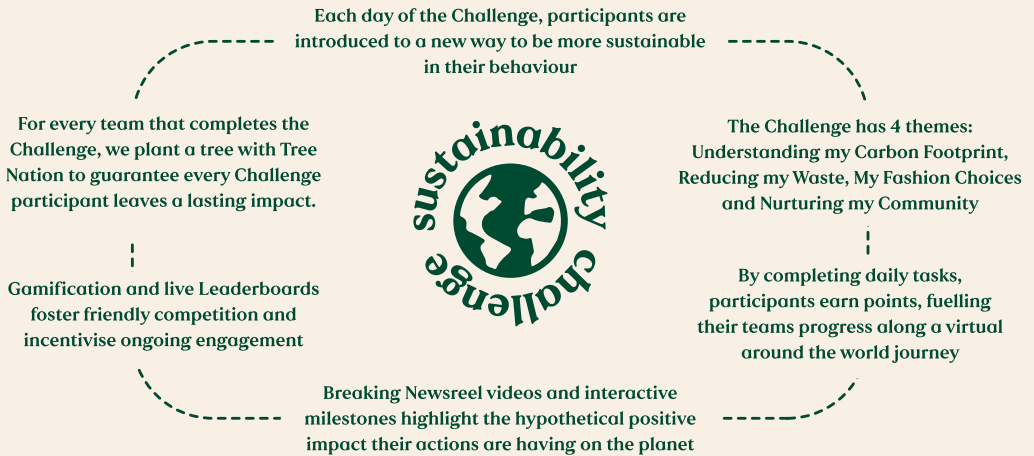 Each day of the Challenge, participants are
introduced to a new way to be more sustainable
in their behaviour
The Challenge has 4 themes:
Understanding my Carbon Footprint,
Reducing my Waste, My Fashion Choices
and Nurturing my Community
By completing daily tasks,
participants earn points, fuelling
their teams progress along a virtual
around the world journey
Breaking Newsreel videos and interactive
milestones highlight the hypothetical positive
impact their actions are having on the planet
Gamification and live Leaderboards
foster friendly competition and
incentivise ongoing engagement
For every team that completes the
Challenge, we plant a tree with Tree
Nation to guarantee every Challenge
participant leaves a lasting impact.
sustainability
challenge